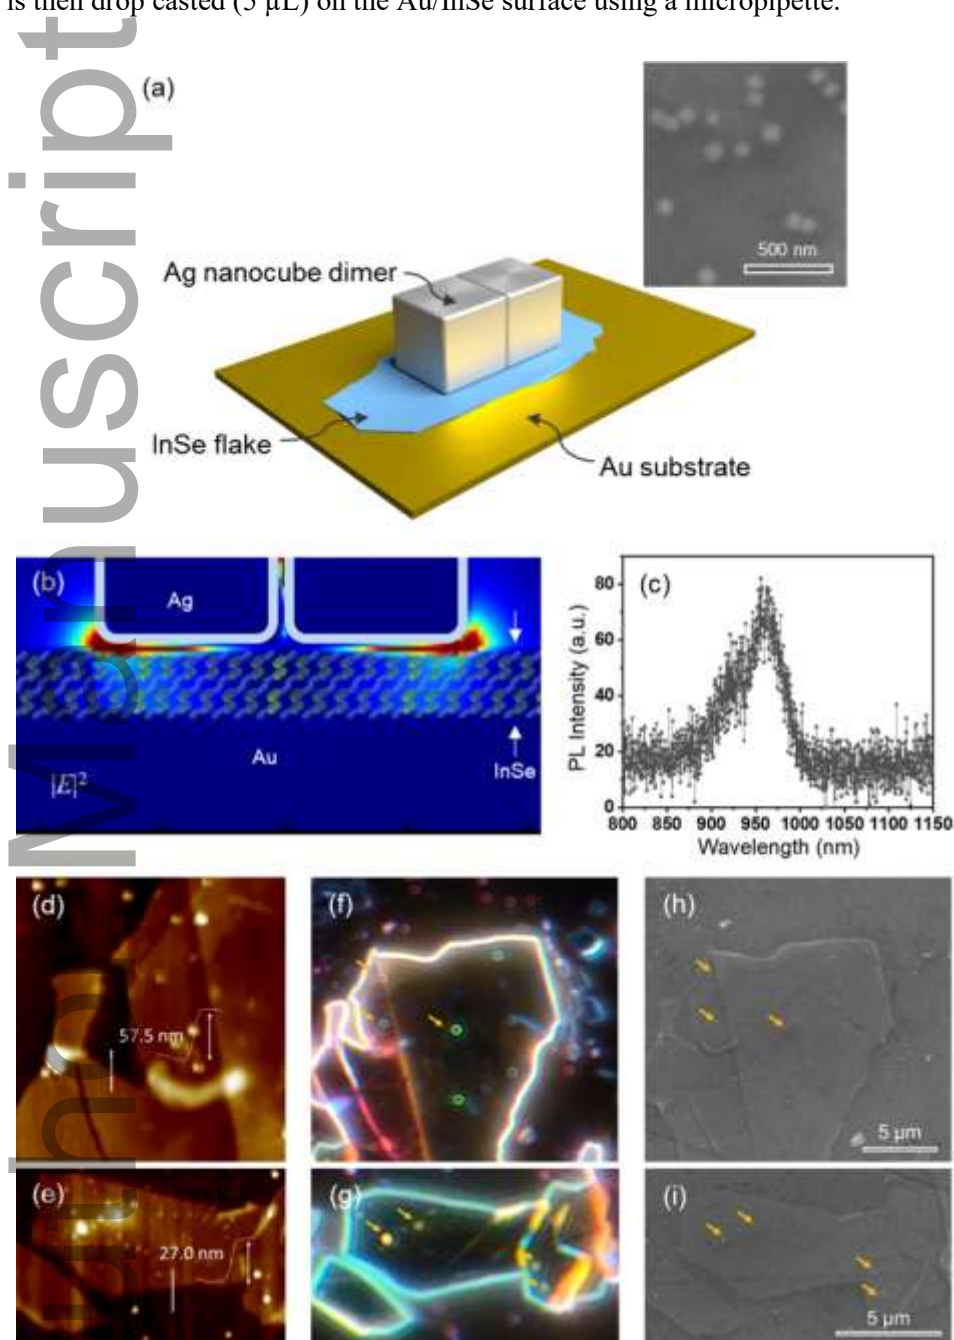 is then drop casted (5 μL) on the Au/InSe surface using a micropipette.
(a)
500 nm
Ag nanocube dimer
InSe flake
Au substrate
(b)
Ag
Au
InSe
|E|²
(c)
PL Intensity (a.u.)
80
60
40
20
0
800 850 900 950 1000 1050 1100 1150
Wavelength (nm)
(d)
57.5 nm
(f)
(h)
5 μm
(e)
27.0 nm
(g)
(i)
5 μm
Manuscript